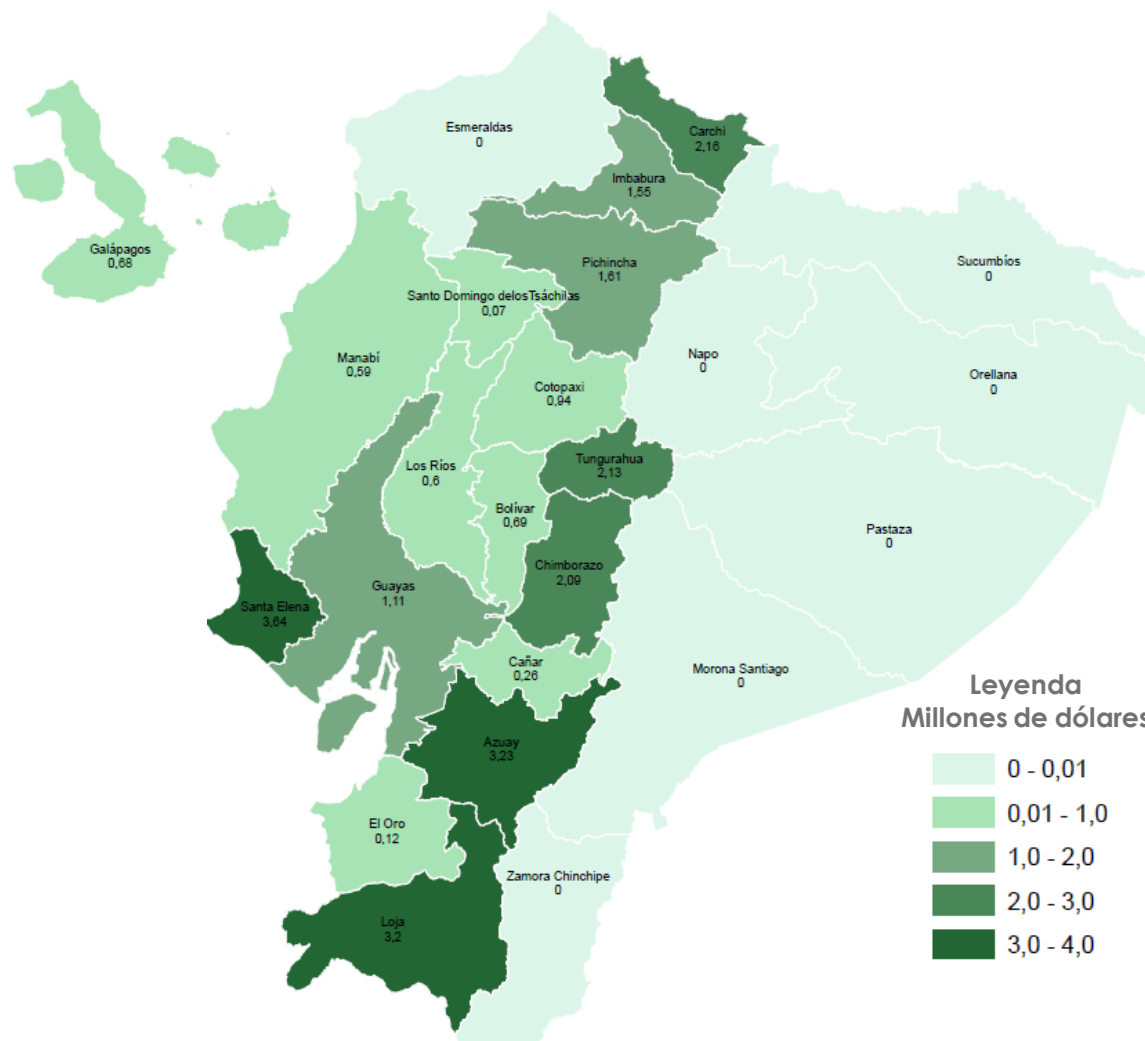 Esmeraldas
0
Carchi
2,16
Imbabura
1,55
Galápagos
0,68
Pichincha
1,61
Sucumbíos
0
Santo Domingo delosTsáchilas
0,07
Manabí
0,59
Napo
0
Orellana
0
Cotopaxi
0,94
Los Ríos
0,6
Tungurahua
2,13
Bolívar
0,69
Pastaza
0
Chimborazo
2,09
Guayas
1,11
Santa Elena
3,64
Cañar
0,26
Morona Santiago
0
Azuay
3,23
El Oro
0,12
Zamora Chinchipe
0
Loja
3,2
Leyenda
Millones de dólares
0 - 0,01
0,01 - 1,0
1,0 - 2,0
2,0 - 3,0
3,0 - 4,0